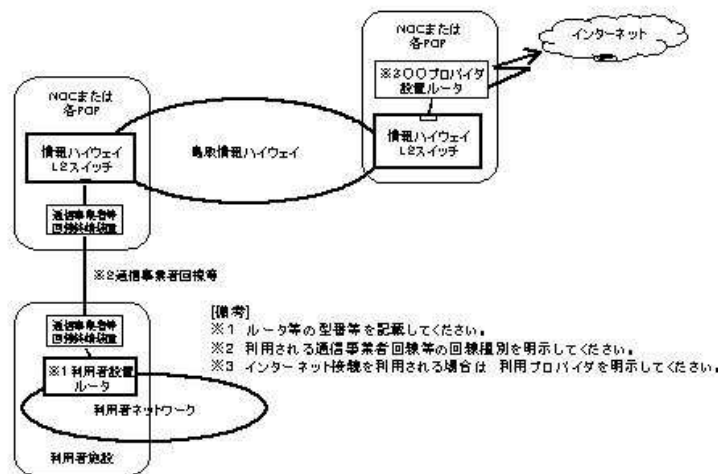 NOCまたは
各POP
インターネット
※3〇〇プロバイダ
設置ルータ
NOCまたは
各POP
情報ハイウェイ
L2スイッチ
鳥取情報ハイウェイ
情報ハイウェイ
L2スイッチ
通信事業者等
回線終端装置
※2通信事業者回線等
通信事業者等
回線終端装置
※1利用者設置
ルータ
利用者ネットワーク
利用者施設
[備考]
※1 ルータ等の型番等を記載してください。
※2 利用される通信事業者回線等の回線種別を明示してください。
※3 インターネット接続を利用される場合は 利用プロバイダを明示してください。